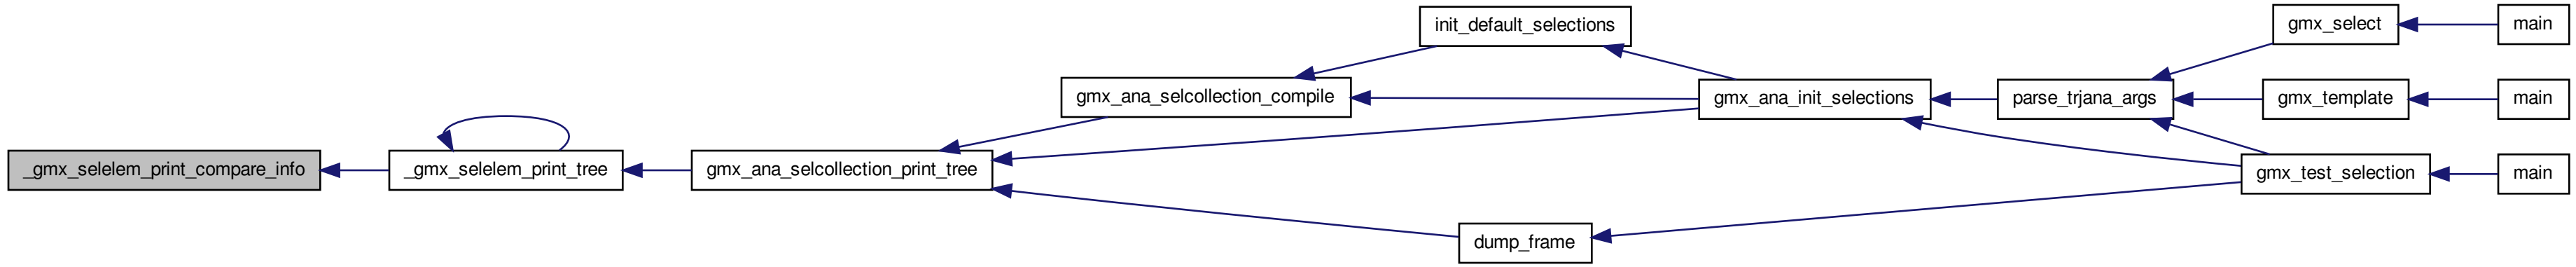 _gmx_selelem_print_compare_info
_gmx_selelem_print_tree
gmx_ana_selcollection_print_tree
gmx_ana_selcollection_compile
init_default_selections
dump_frame
gmx_ana_init_selections
parse_trjana_args
gmx_select
gmx_template
gmx_test_selection
main
main
main